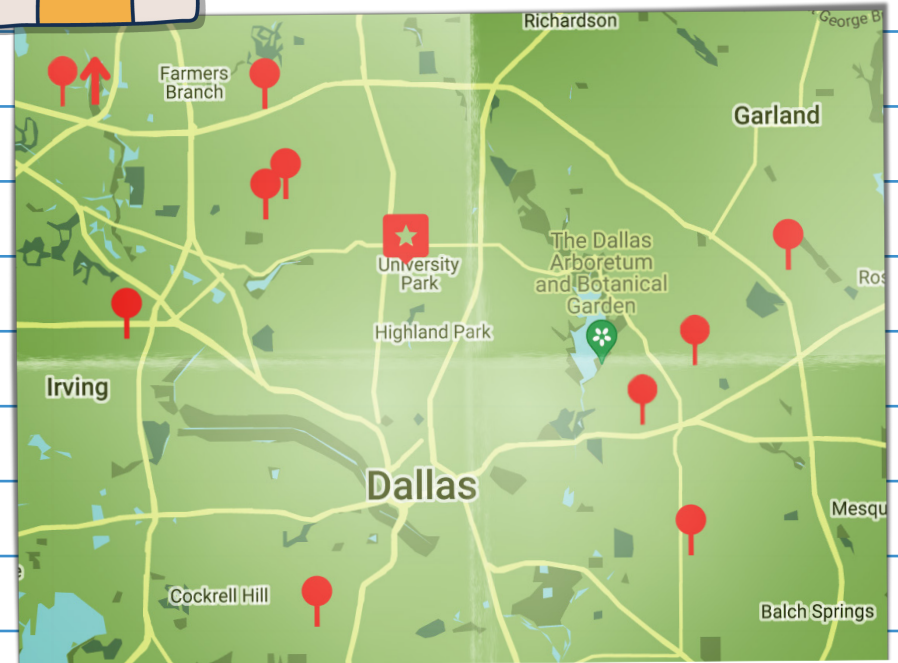 Richardson
George B
Farmers
Branch
Garland
The Dallas
Arboretum
and Botanical
Garden
University
Park
Ros
Highland Park
Irving
Dallas
Mesqu
e
Cockrell Hill
Balch Springs